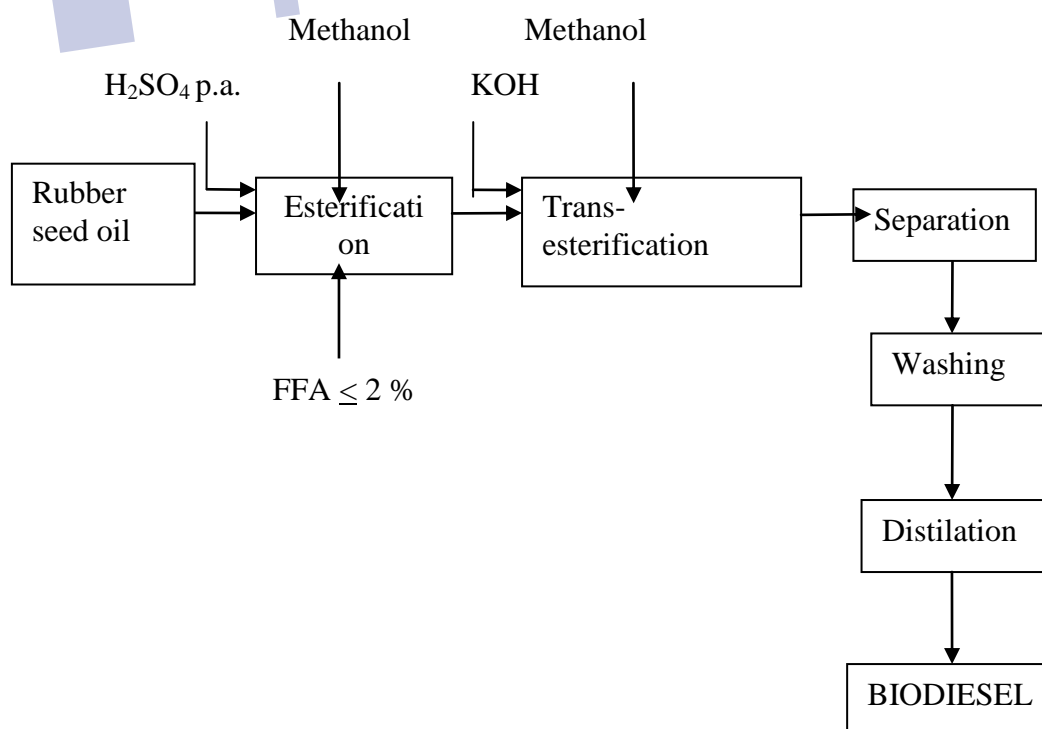 Methanol
Methanol
H₂SO₄ p.a.
KOH
Rubber
seed oil
Esterificati
on
Trans-
esterification
Separation
FFA ≤ 2 %
Washing
Distilation
BIODIESEL